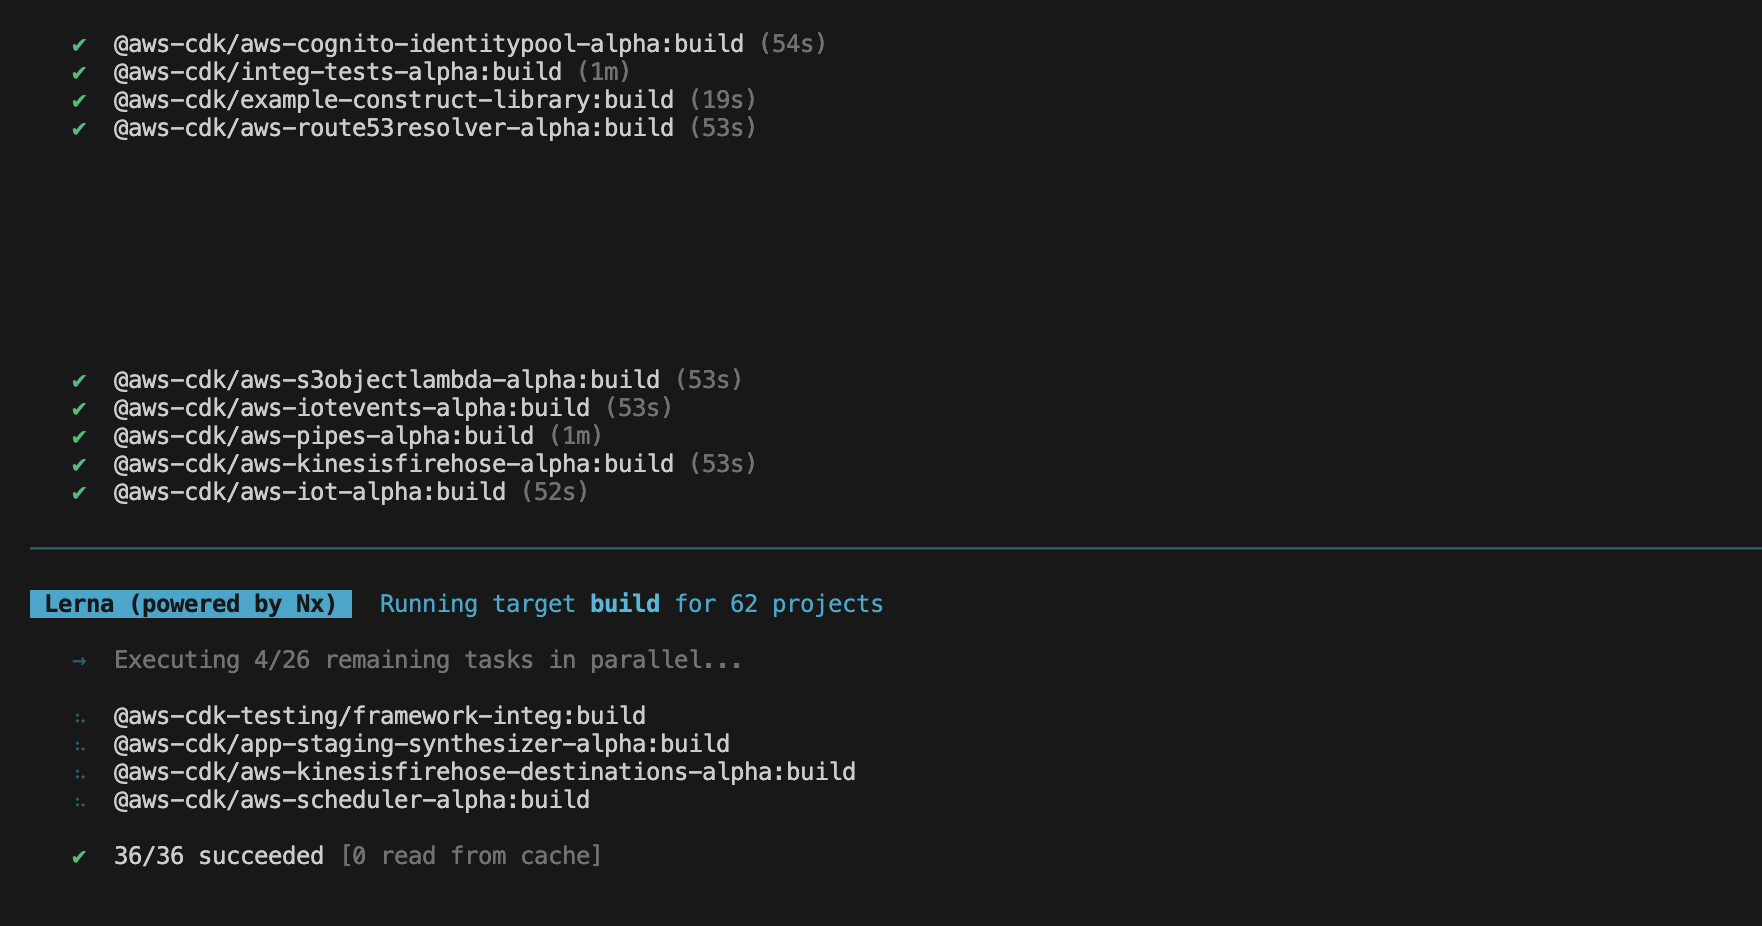 ✔ @aws-cdk/aws-cognito-identitypool-alpha:build (54s)
✔ @aws-cdk/integ-tests-alpha:build (1m)
✔ @aws-cdk/example-construct-library:build (19s)
✔ @aws-cdk/aws-route53resolver-alpha:build (53s)
✔ @aws-cdk/aws-s3objectlambda-alpha:build (53s)
✔ @aws-cdk/aws-iotevents-alpha:build (53s)
✔ @aws-cdk/aws-pipes-alpha:build (1m)
✔ @aws-cdk/aws-kinesisfirehose-alpha:build (53s)
✔ @aws-cdk/aws-iot-alpha:build (52s)
Lerna (powered by Nx) Running target build for 62 projects
→ Executing 4/26 remaining tasks in parallel...
@aws-cdk-testing/framework-integ:build
@aws-cdk/app-staging-synthesizer-alpha:build
@aws-cdk/aws-kinesisfirehose-destinations-alpha:build
@aws-cdk/aws-scheduler-alpha:build
✔ 36/36 succeeded [0 read from cache]